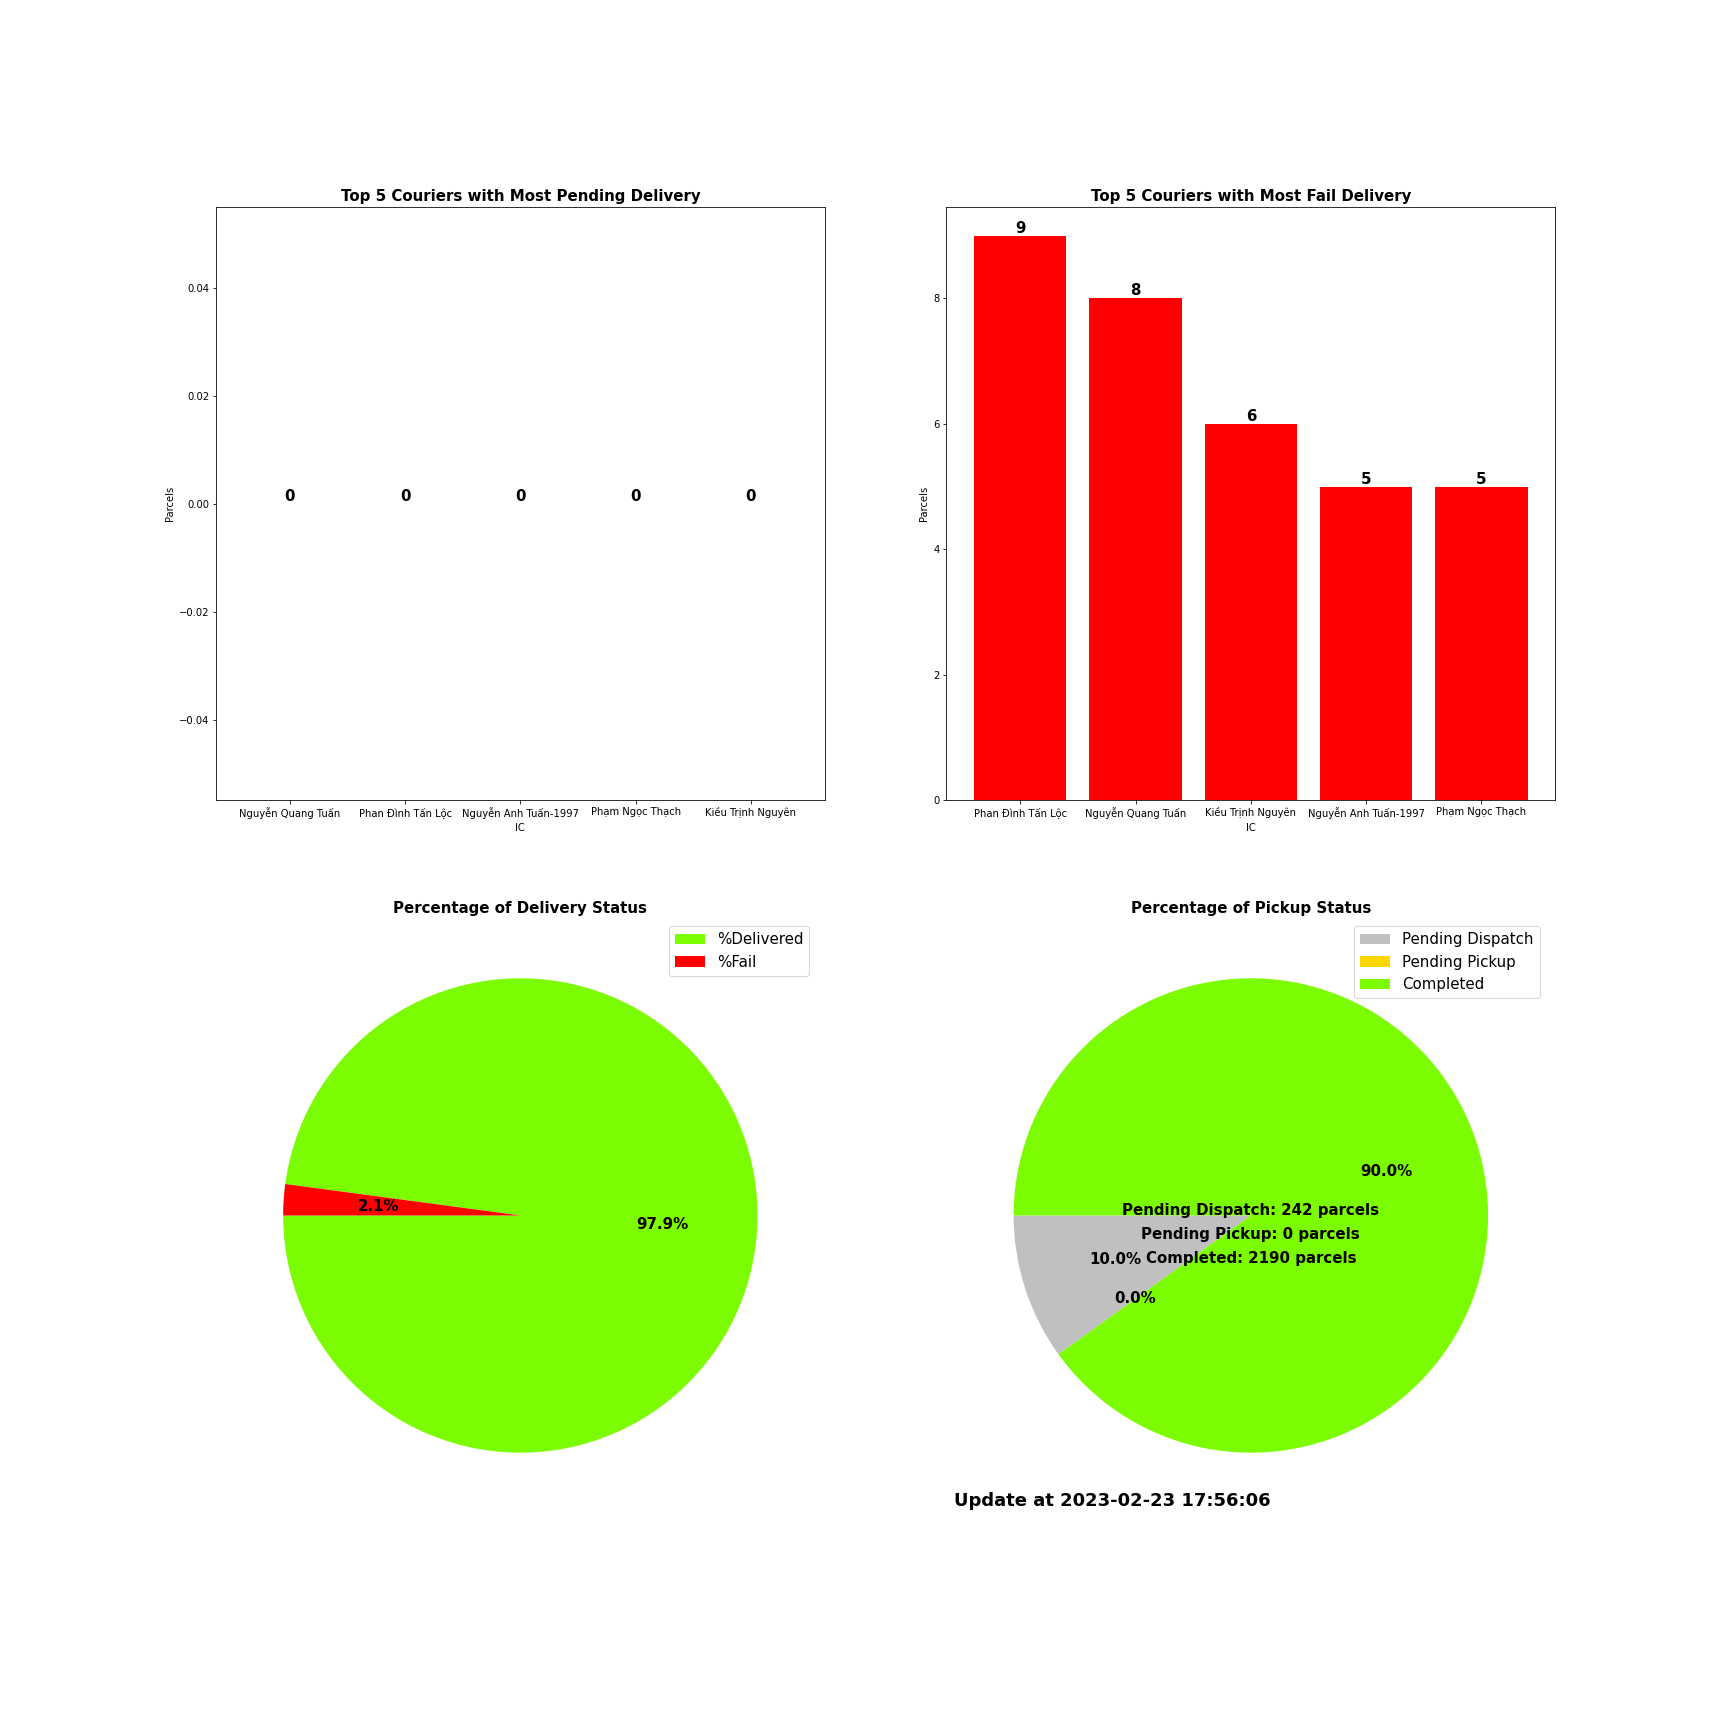 Top 5 Couriers with Most Pending Delivery
0.04
0.02
0.00
−0.02
−0.04
Parcels
0 0 0 0 0
Nguyễn Quang Tuấn Phan Đình Tấn Lộc Nguyễn Anh Tuấn-1997 Phạm Ngọc Thạch Kiều Trịnh Nguyên
IC
Top 5 Couriers with Most Fail Delivery
8
6
4
2
0
Parcels
9 8 6 5 5
Phan Đình Tấn Lộc Nguyễn Quang Tuấn Kiều Trịnh Nguyên Nguyễn Anh Tuấn-1997 Phạm Ngọc Thạch
IC
Percentage of Delivery Status
%Delivered
%Fail
2.1%
97.9%
Percentage of Pickup Status
Pending Dispatch
Pending Pickup
Completed
90.0%
Pending Dispatch: 242 parcels
Pending Pickup: 0 parcels
10.0%
Completed: 2190 parcels
0.0%
Update at 2023-02-23 17:56:06